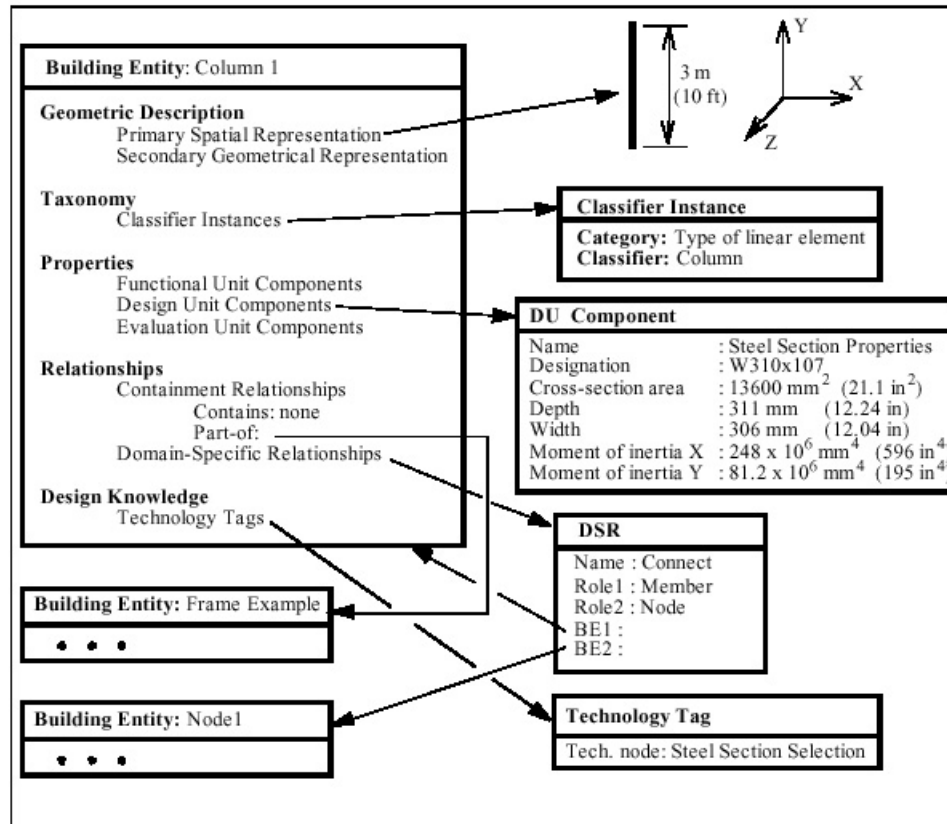 Building Entity: Column 1
Geometric Description
Primary Spatial Representation
Secondary Geometrical Representation
Taxonomy
Classifier Instances
Properties
Functional Unit Components
Design Unit Components
Evaluation Unit Components
Relationships
Containment Relationships
Contains: none
Part-of:
Domain-Specific Relationships
Design Knowledge
Technology Tags
Building Entity: Frame Example
• • •
Building Entity: Node1
• • •
3 m
(10 ft)
Y
X
Z
Classifier Instance
Category: Type of linear element
Classifier: Column
DU Component
Name : Steel Section Properties
Designation : W310x107
Cross-section area : 13600 mm² (21.1 in²)
Depth : 311 mm (12.24 in)
Width : 306 mm (12.04 in)
Moment of inertia X : 248 x 10⁶ mm⁴ (596 in⁴
Moment of inertia Y : 81.2 x 10⁶ mm⁴ (195 in⁴
DSR
Name : Connect
Role1 : Member
Role2 : Node
BE1 :
BE2 :
Technology Tag
Tech. node: Steel Section Selection